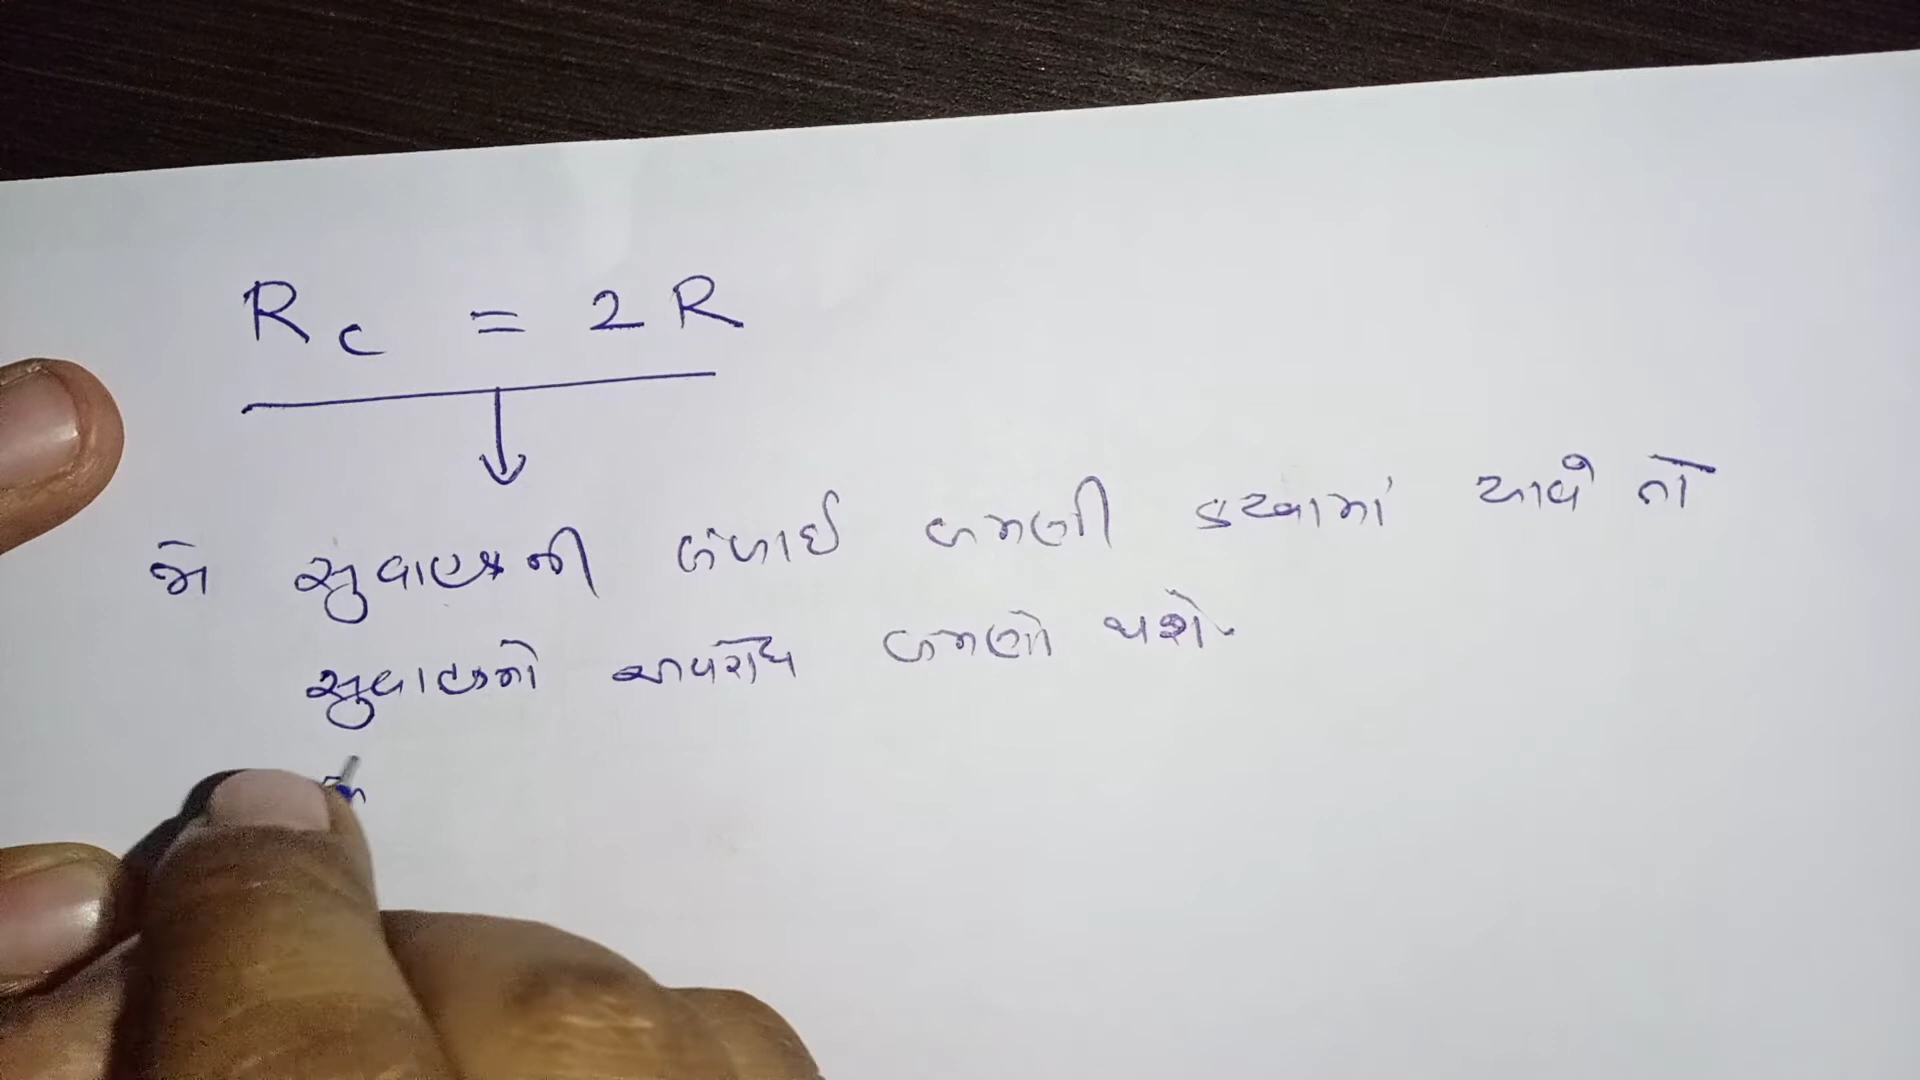 Rc = 2R
જો સુવાહકની લંબાઈ બમણી કરવામાં આવે તો
સુવાહકનો અવરોધ બમણો થશે.